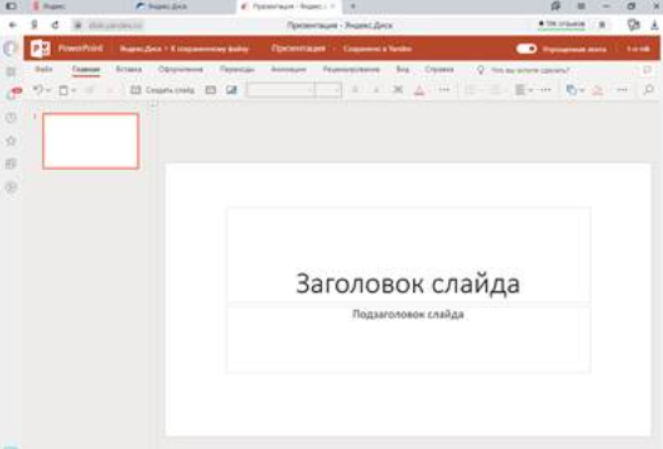 Яндекс
Яндекс.Диск
Презентация - Яндекс.
disk.yandex.ru
Презентация - Яндекс.Диск
PowerPoint
Яндекс.Диск
К сохраненному файлу
Презентация
Сохранено в Yandex
Упрощенная лента
Файл Главная Вставка Оформление Переходы Анимация Рецензирование Вид Справка Что вы хотите сделать?
Создать слайд
1
Заголовок слайда
Подзаголовок слайда